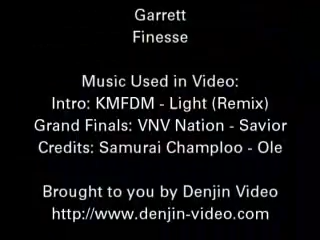 Garrett
Finesse
Music Used in Video:
Intro: KMFDM - Light (Remix)
Grand Finals: VNV Nation - Savior
Credits: Samurai Champloo - Ole
Brought to you by Denjin Video
http://www.denjin-video.com